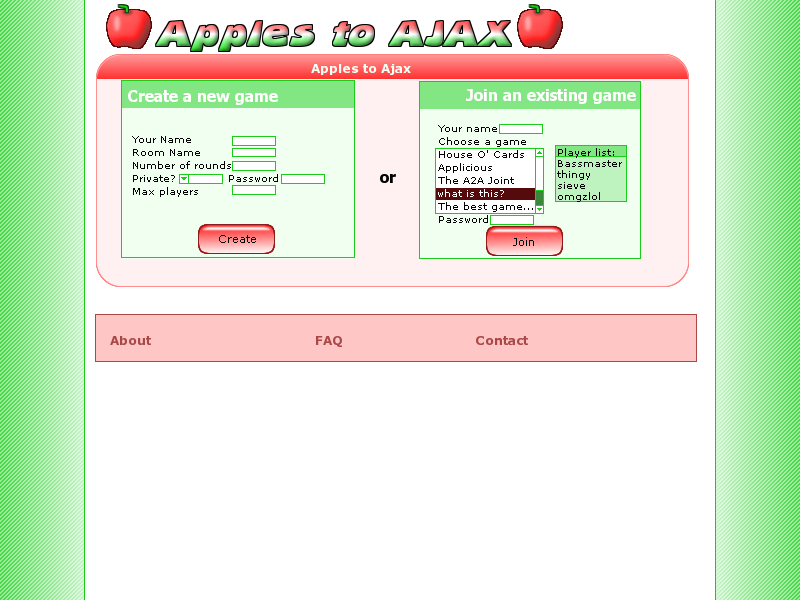 Apples to AJAX
Apples to Ajax
Create a new game
Your Name
Room Name
Number of rounds
Private? Password
Max players
Create
or
Join an existing game
Your name
Choose a game
House O' Cards
Applicious
The A2A Joint
what is this?
The best game...
Password
Join
Player list:
Bassmaster
thingy
sieve
omgzlol
About FAQ Contact